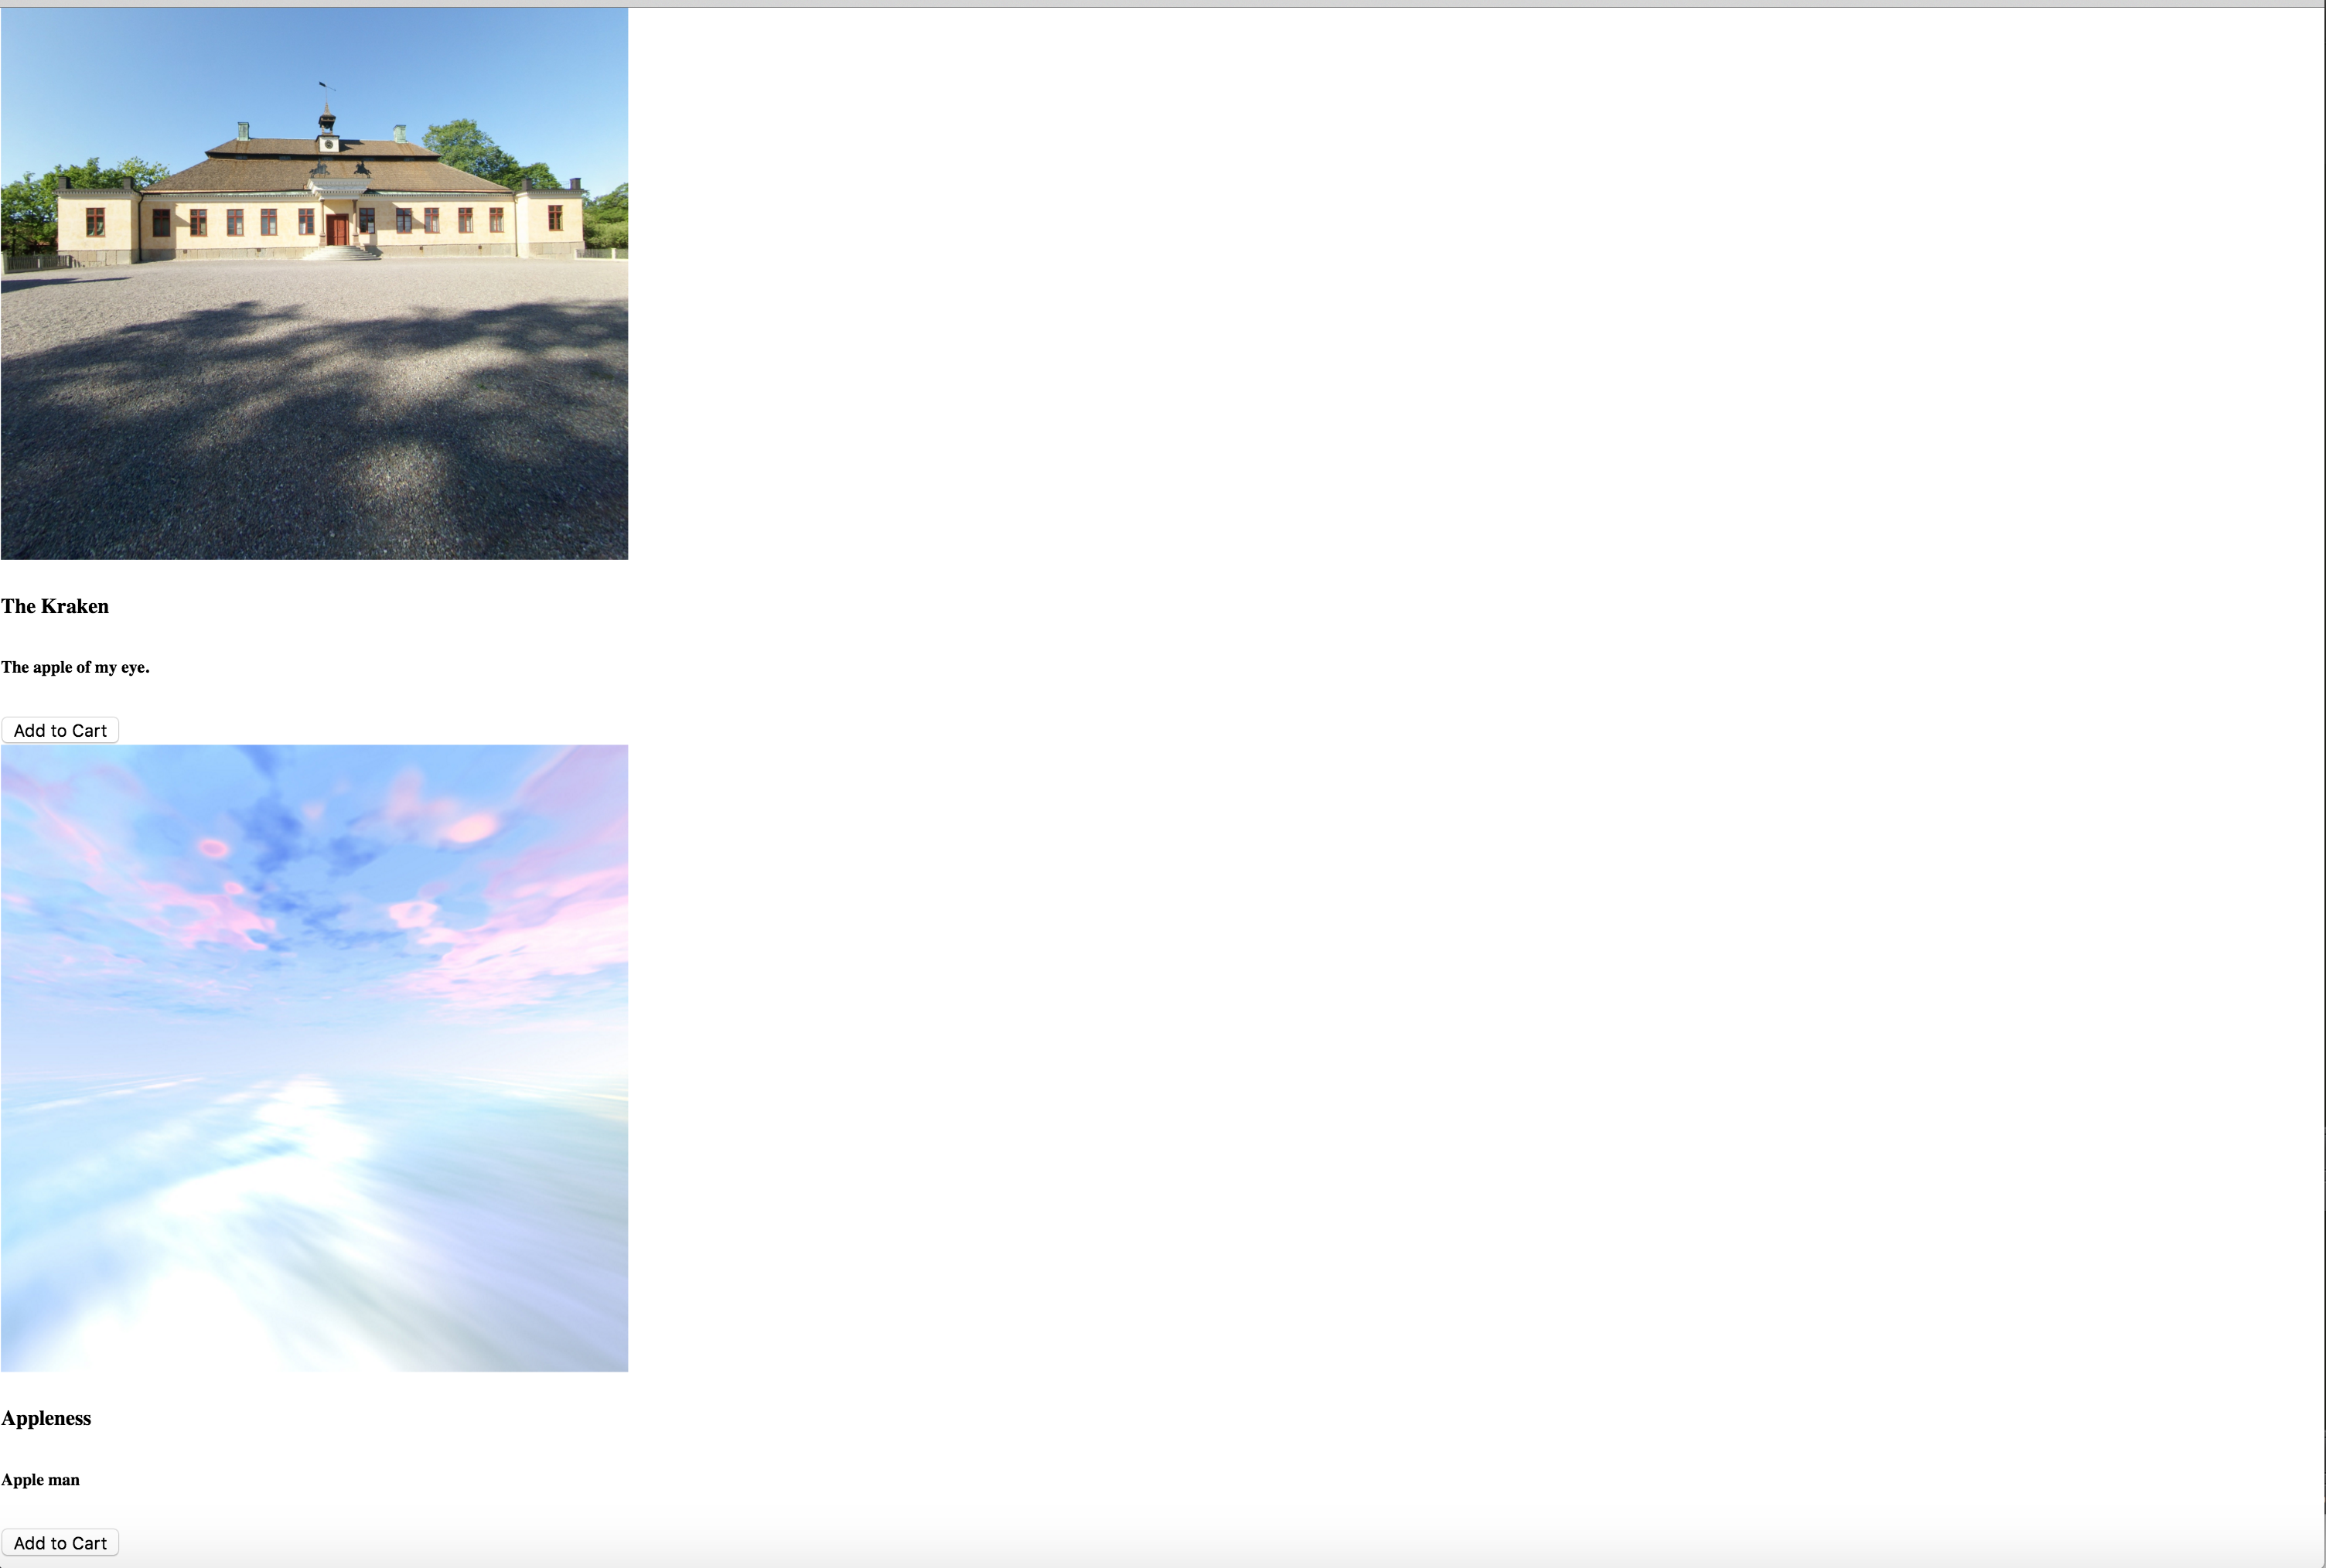 The Kraken
The apple of my eye.
Add to Cart
Appleness
Apple man
Add to Cart